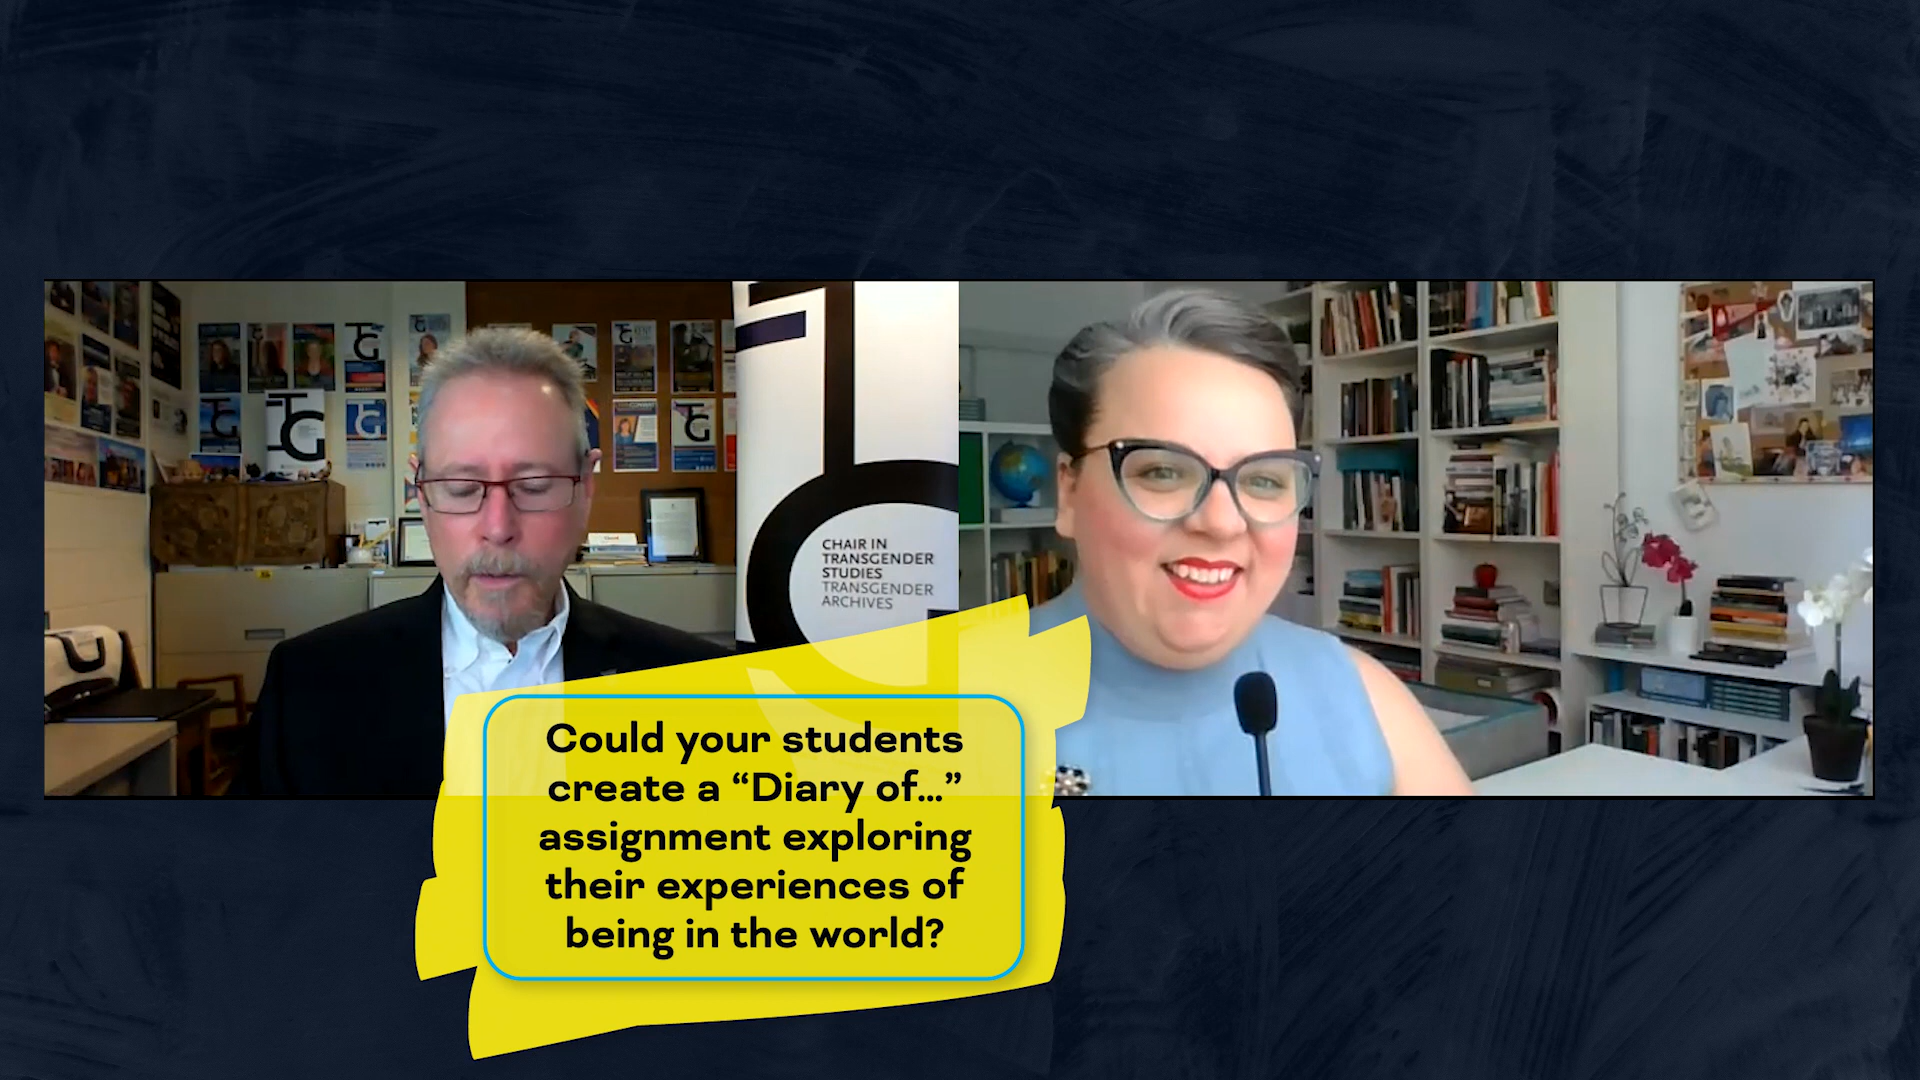 CHAIR IN
TRANSGENDER
STUDIES
TRANSGENDER
ARCHIVES
Could your students
create a “Diary of...”
assignment exploring
their experiences of
being in the world?